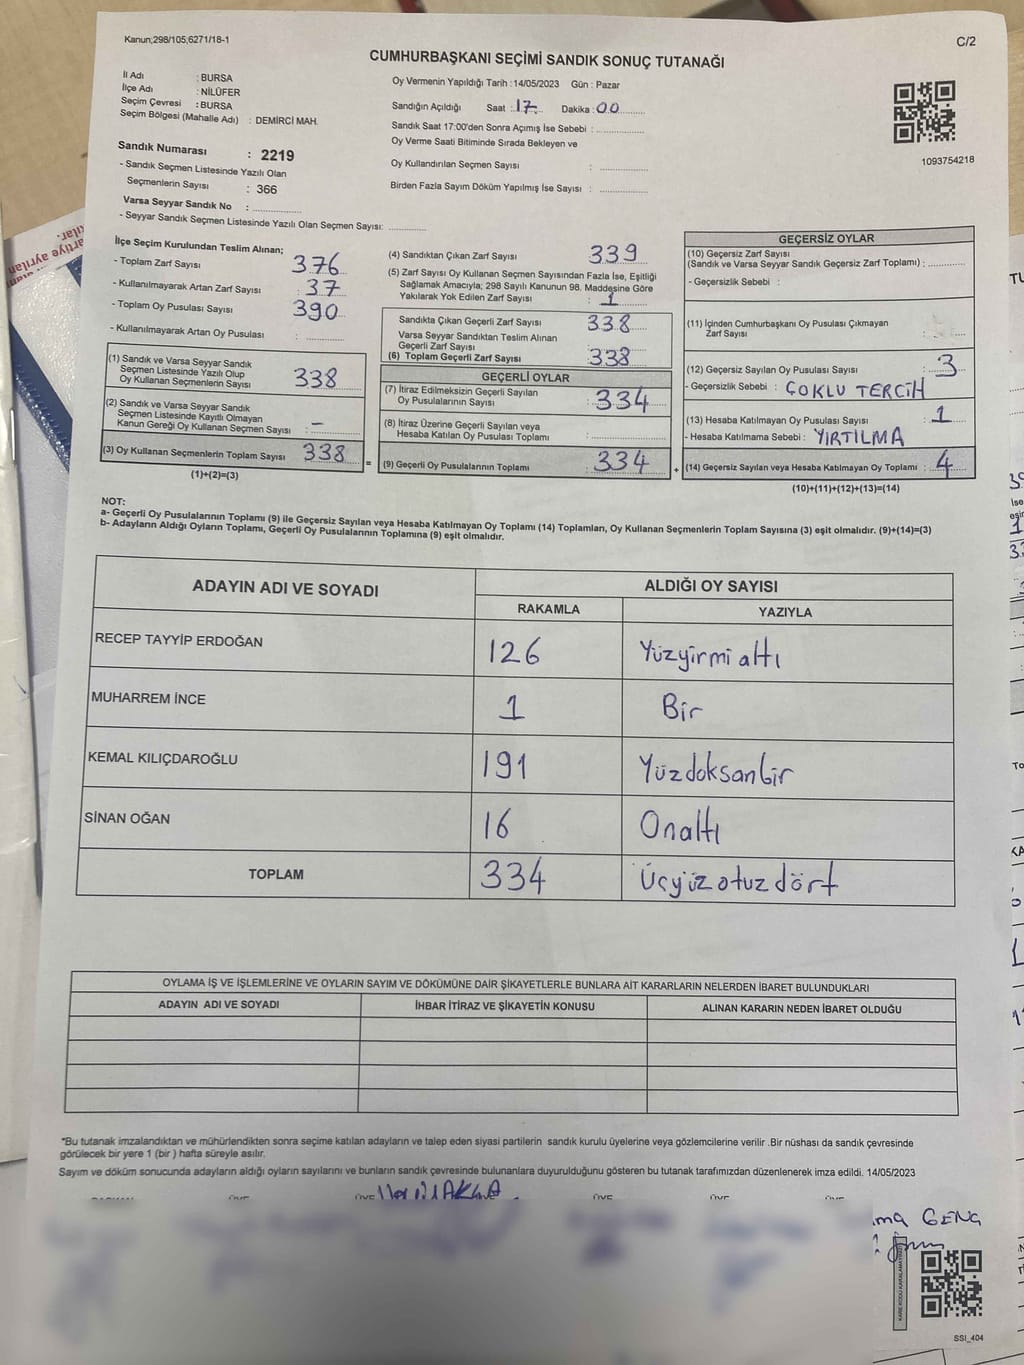 Kanun;298/105;6271/18-1
C/2
CUMHURBAŞKANI SEÇİMİ SANDIK SONUÇ TUTANAĞI
İl Adı : BURSA
İlçe Adı : NİLÜFER
Seçim Çevresi : BURSA
Seçim Bölgesi (Mahalle Adı) : DEMİRCİ MAH.
Sandık Numarası : 2219
- Sandık Seçmen Listesinde Yazılı Olan
Seçmenlerin Sayısı : 366
Varsa Seyyar Sandık No :
- Seyyar Sandık Seçmen Listesinde Yazılı Olan Seçmen Sayısı:
Oy Vermenin Yapıldığı Tarih : 14/05/2023 Gün : Pazar
Sandığın Açıldığı Saat : 17 Dakika : 00
Sandık Saat 17:00'den Sonra Açımış İse Sebebi :
Oy Verme Saati Bitiminde Sırada Bekleyen ve
Oy Kullandırılan Seçmen Sayısı :
Birden Fazla Sayım Döküm Yapılmış İse Sayısı :
1093754218
İlçe Seçim Kurulundan Teslim Alınan;
- Toplam Zarf Sayısı 376
- Kullanılmayarak Artan Zarf Sayısı : 37
- Toplam Oy Pusulası Sayısı 390
- Kullanılmayarak Artan Oy Pusulası :
(1) Sandık ve Varsa Seyyar Sandık
Seçmen Listesinde Yazılı Olup
Oy Kullanan Seçmenlerin Sayısı 338
(2) Sandık ve Varsa Seyyar Sandık
Seçmen Listesinde Kayıtlı Olmayan
Kanun Gereği Oy Kullanan Seçmen Sayısı : -
(3) Oy Kullanan Seçmenlerin Toplam Sayısı 338
(1)+(2)=(3)
=
(4) Sandıktan Çıkan Zarf Sayısı 339
(5) Zarf Sayısı Oy Kullanan Seçmen Sayısından Fazla İse, Eşitliği
Sağlamak Amacıyla; 298 Sayılı Kanunun 98. Maddesine Göre
Yakılarak Yok Edilen Zarf Sayısı : 1
Sandıkta Çıkan Geçerli Zarf Sayısı 338
Varsa Seyyar Sandıktan Teslim Alınan
Geçerli Zarf Sayısı
(6) Toplam Geçerli Zarf Sayısı : 338
GEÇERLİ OYLAR
(7) İtiraz Edilmeksizin Geçerli Sayılan
Oy Pusulalarının Sayısı : 334
(8) İtiraz Üzerine Geçerli Sayılan veya
Hesaba Katılan Oy Pusulası Toplamı :
(9) Geçerli Oy Pusulalarının Toplamı : 334
+
GEÇERSİZ OYLAR
(10) Geçersiz Zarf Sayısı
(Sandık ve Varsa Seyyar Sandık Geçersiz Zarf Toplamı) :
- Geçersizlik Sebebi :
(11) İçinden Cumhurbaşkanı Oy Pusulası Çıkmayan
Zarf Sayısı :
(12) Geçersiz Sayılan Oy Pusulası Sayısı : 3
- Geçersizlik Sebebi : ÇOKLU TERCİH
(13) Hesaba Katılmayan Oy Pusulası Sayısı : 1
- Hesaba Katılmama Sebebi : YIRTILMA
(14) Geçersiz Sayılan veya Hesaba Katılmayan Oy Toplamı : 4
(10)+(11)+(12)+(13)=(14)
NOT:
a- Geçerli Oy Pusulalarının Toplamı (9) ile Geçersiz Sayılan veya Hesaba Katılmayan Oy Toplamı (14) Toplamları, Oy Kullanan Seçmenlerin Toplam Sayısına (3) eşit olmalıdır. (9)+(14)=(3)
b- Adayların Aldığı Oyların Toplamı, Geçerli Oy Pusulalarının Toplamına (9) eşit olmalıdır.
ADAYIN ADI VE SOYADI ALDIĞI OY SAYISI
RAKAMLA YAZIYLA
RECEP TAYYİP ERDOĞAN 126 Yüzyirmi altı
MUHARREM İNCE 1 Bir
KEMAL KILIÇDAROĞLU 191 Yüzdoksanbir
SİNAN OĞAN 16 Onaltı
TOPLAM 334 Üçyüzotuzdört
OYLAMA İŞ VE İŞLEMLERİNE VE OYLARIN SAYIM VE DÖKÜMÜNE DAİR ŞİKAYETLERLE BUNLARA AİT KARARLARIN NELERDEN İBARET BULUNDUKLARI
ADAYIN ADI VE SOYADI İHBAR İTİRAZ VE ŞİKAYETİN KONUSU ALINAN KARARIN NEDEN İBARET OLDUĞU
*Bu tutanak imzalandıktan ve mühürlendikten sonra seçime katılan adayların ve talep eden siyasi partilerin sandık kurulu üyelerine veya gözlemcilerine verilir .Bir nüshası da sandık çevresinde
görülecek bir yere 1 (bir ) hafta süreyle asılır.
Sayım ve döküm sonucunda adayların aldığı oyların sayılarını ve bunların sandık çevresinde bulunanlara duyurulduğunu gösteren bu tutanak tarafımızdan düzenlenerek imza edildi. 14/05/2023
ma GENÇ
SSI_404